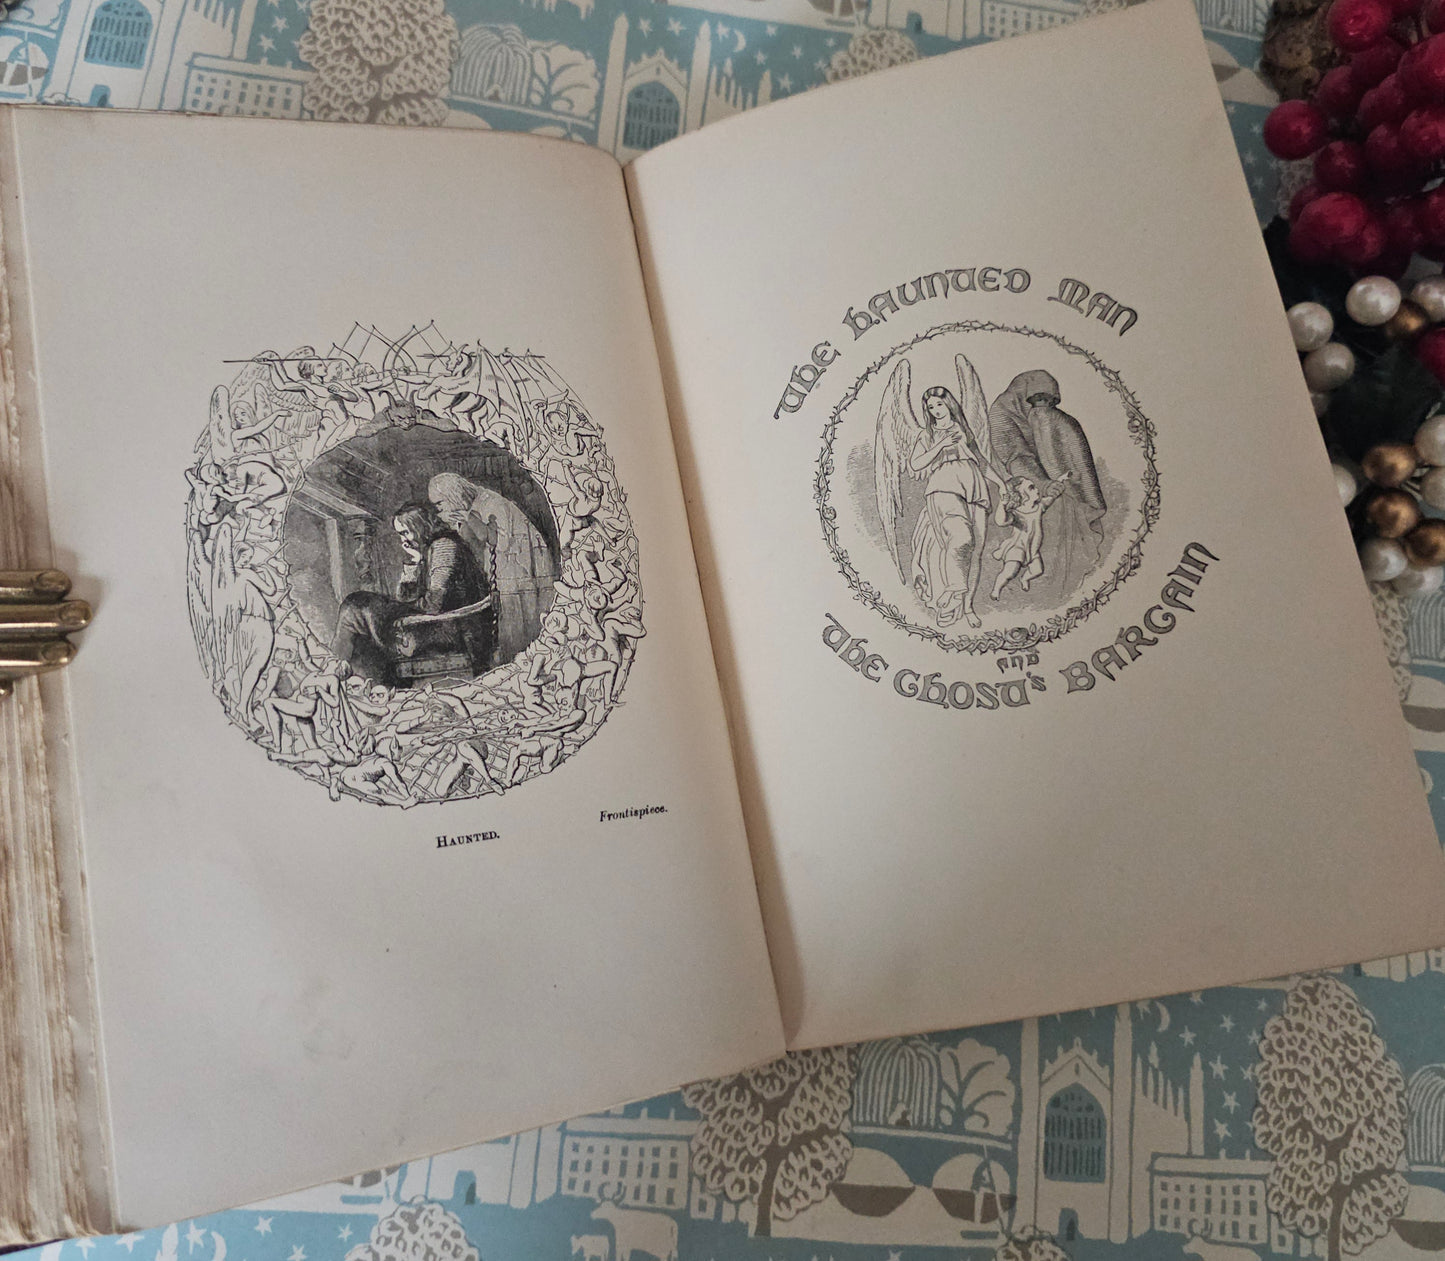 Frontispiece.
HAUNTED.
THE HAUNTED MAN
AND
THE GHOST's BARGAIN